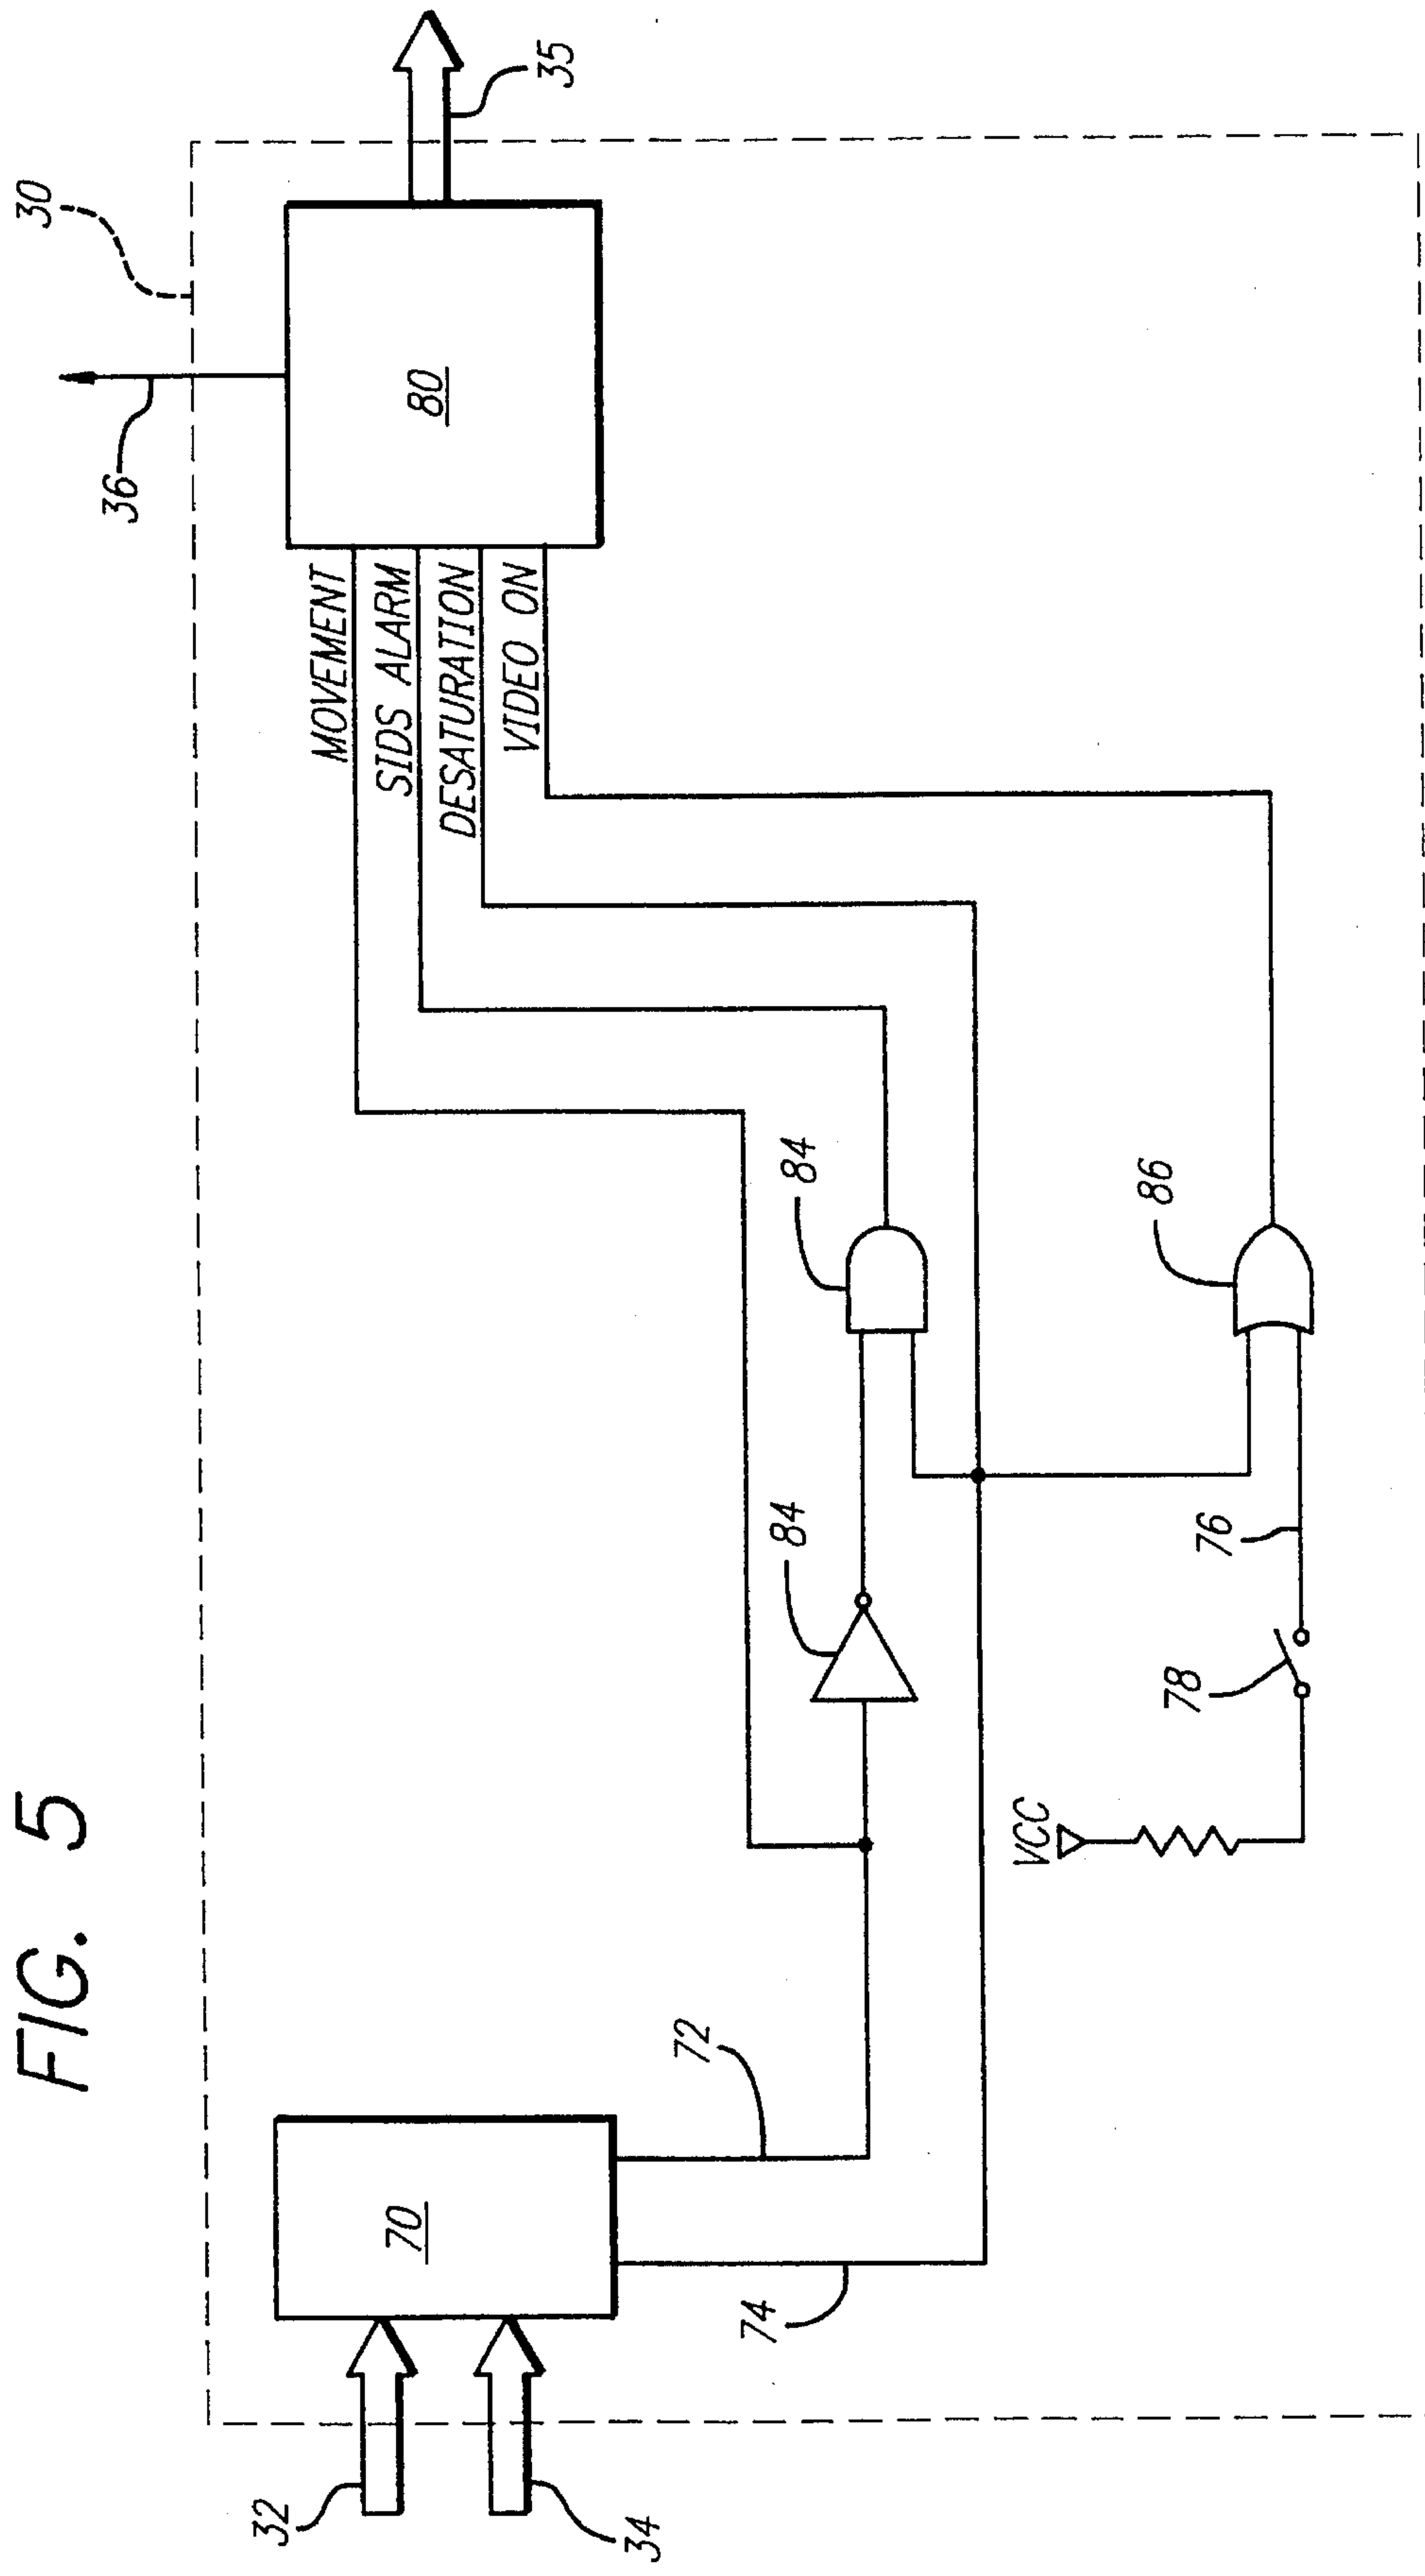 FIG. 5
30
36
35
80
MOVEMENT
SIDS ALARM
DESATURATION
VIDEO ON
84
84
86
76
78
VCC
70
72
74
32
34